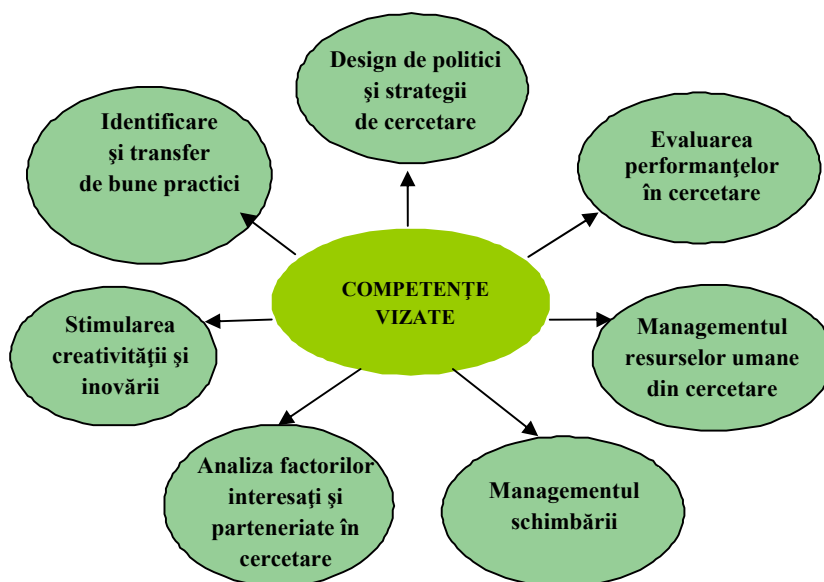 Design de politici
şi strategii
de cercetare
Identificare
şi transfer
de bune practici
Evaluarea
performanţelor
în cercetare
COMPETENŢE
VIZATE
Stimularea
creativităţii şi
inovării
Managementul
resurselor umane
din cercetare
Analiza factorilor
interesaţi şi
parteneriate în
cercetare
Managementul
schimbării